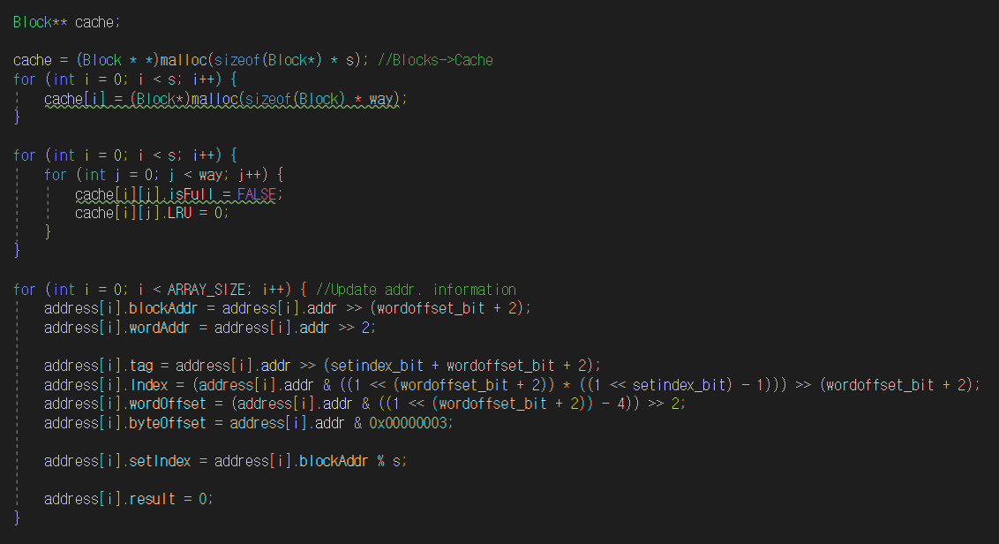 Block** cache;
cache = (Block * *)malloc(sizeof(Block*) * s); //Blocks->Cache
for (int i = 0; i < s; i++) {
cache[i] = (Block*)malloc(sizeof(Block) * way);
}
for (int i = 0; i < s; i++) {
for (int j = 0; j < way; j++) {
cache[i][j].isFull = FALSE;
cache[i][j].LRU = 0;
}
}
for (int i = 0; i < ARRAY_SIZE; i++) { //Update addr. information
address[i].blockAddr = address[i].addr >> (wordoffset_bit + 2);
address[i].wordAddr = address[i].addr >> 2;
address[i].tag = address[i].addr >> (setindex_bit + wordoffset_bit + 2);
address[i].Index = (address[i].addr & ((1 << (wordoffset_bit + 2)) * ((1 << setindex_bit) - 1))) >> (wordoffset_bit + 2);
address[i].wordOffset = (address[i].addr & ((1 << (wordoffset_bit + 2)) - 4)) >> 2;
address[i].byteOffset = address[i].addr & 0x00000003;
address[i].setIndex = address[i].blockAddr % s;
address[i].result = 0;
}